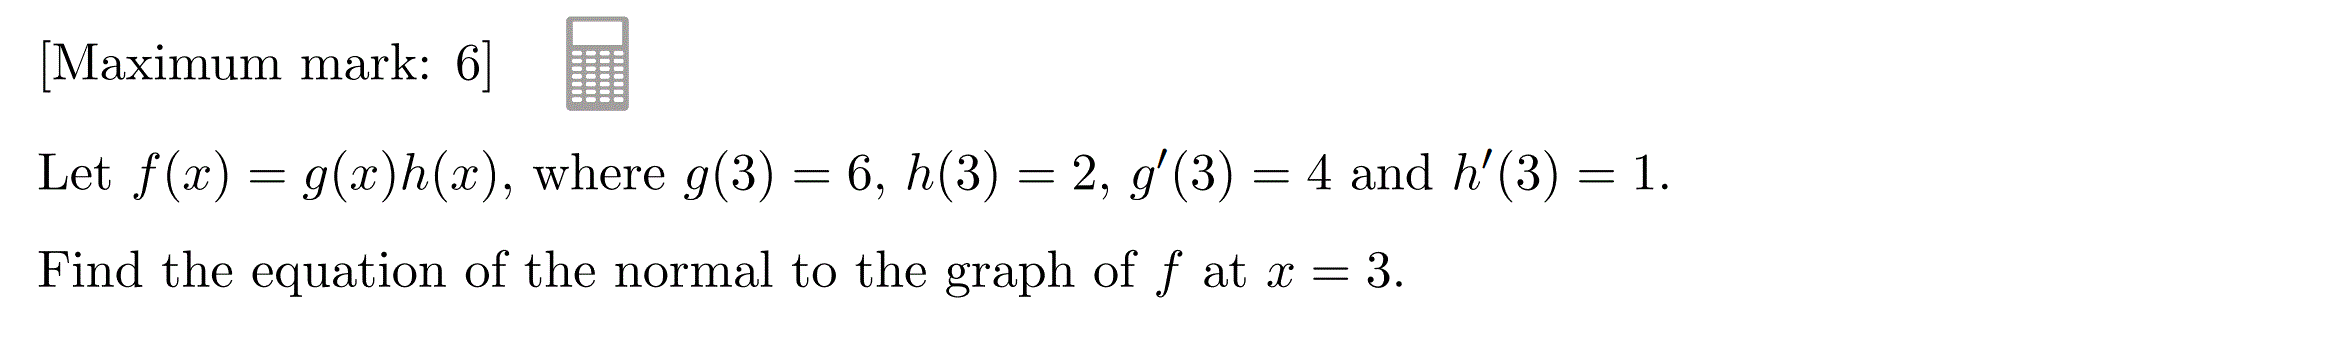 [Maximum mark: 6]
Let f(x) = g(x)h(x), where g(3) = 6, h(3) = 2, g′(3) = 4 and h′(3) = 1.
Find the equation of the normal to the graph of f at x = 3.